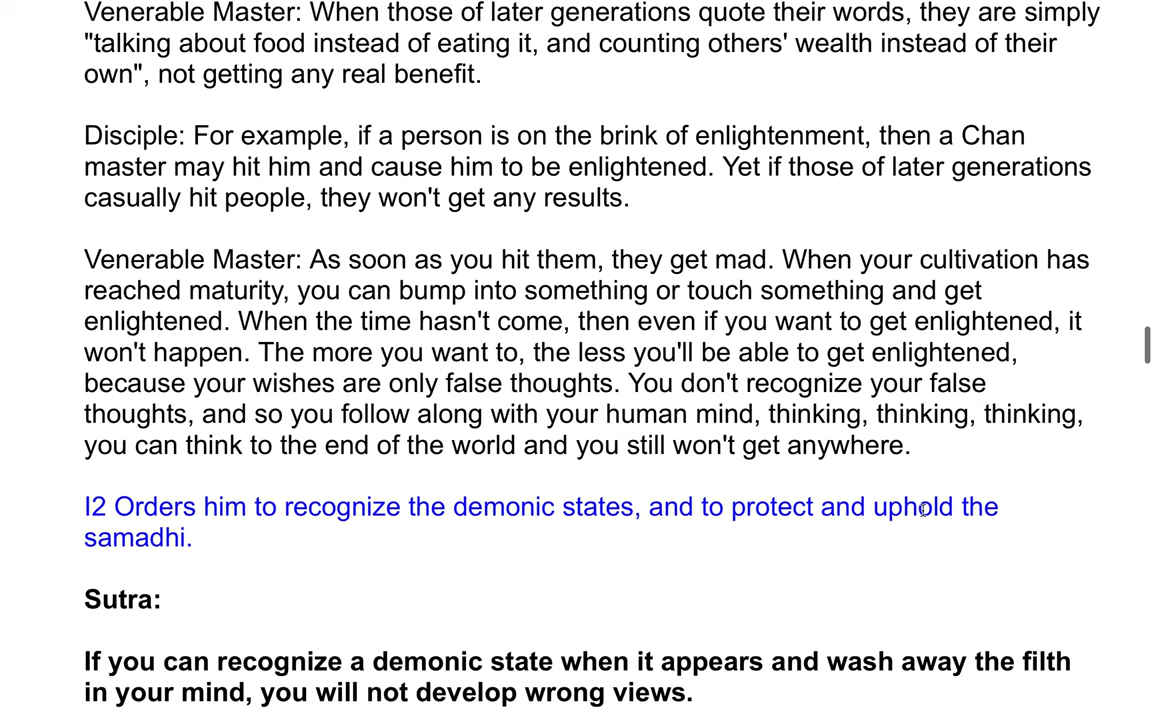 Venerable Master: When those of later generations quote their words, they are simply
"talking about food instead of eating it, and counting others' wealth instead of their
own", not getting any real benefit.
Disciple: For example, if a person is on the brink of enlightenment, then a Chan
master may hit him and cause him to be enlightened. Yet if those of later generations
casually hit people, they won't get any results.
Venerable Master: As soon as you hit them, they get mad. When your cultivation has
reached maturity, you can bump into something or touch something and get
enlightened. When the time hasn't come, then even if you want to get enlightened, it
won't happen. The more you want to, the less you'll be able to get enlightened,
because your wishes are only false thoughts. You don't recognize your false
thoughts, and so you follow along with your human mind, thinking, thinking, thinking,
you can think to the end of the world and you still won't get anywhere.
I2 Orders him to recognize the demonic states, and to protect and uphold the
samadhi.
Sutra:
If you can recognize a demonic state when it appears and wash away the filth
in your mind, you will not develop wrong views.